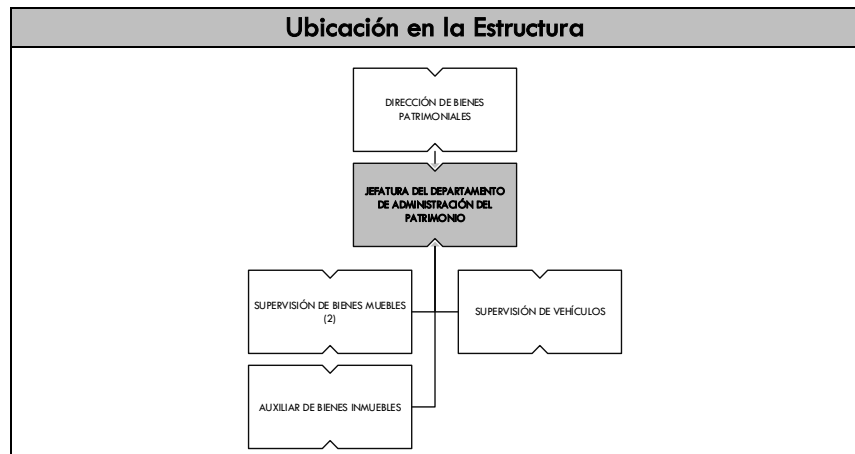 Ubicación en la Estructura
DIRECCIÓN DE BIENES
PATRIMONIALES
JEFATURA DEL DEPARTAMENTO
DE ADMINISTRACIÓN DEL
PATRIMONIO
SUPERVISIÓN DE BIENES MUEBLES
(2)
SUPERVISIÓN DE VEHÍCULOS
AUXILIAR DE BIENES INMUEBLES